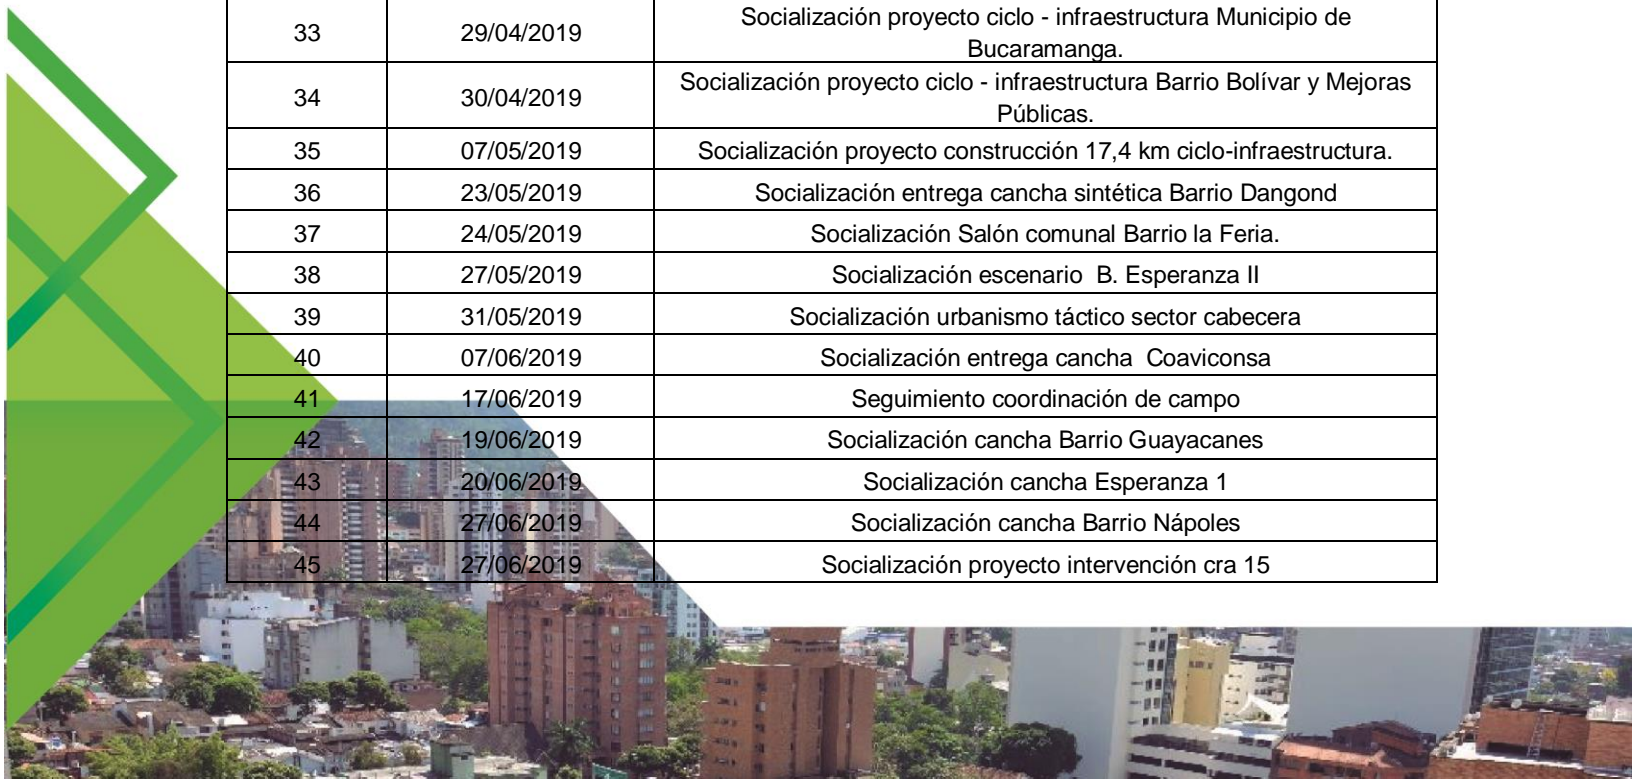 33 29/04/2019 Socialización proyecto ciclo - infraestructura Municipio de
Bucaramanga.
34 30/04/2019 Socialización proyecto ciclo - infraestructura Barrio Bolívar y Mejoras
Públicas.
35 07/05/2019 Socialización proyecto construcción 17,4 km ciclo-infraestructura.
36 23/05/2019 Socialización entrega cancha sintética Barrio Dangond
37 24/05/2019 Socialización Salón comunal Barrio la Feria.
38 27/05/2019 Socialización escenario  B. Esperanza II
39 31/05/2019 Socialización urbanismo táctico sector cabecera
40 07/06/2019 Socialización entrega cancha  Coaviconsa
41 17/06/2019 Seguimiento coordinación de campo
42 19/06/2019 Socialización cancha Barrio Guayacanes
43 20/06/2019 Socialización cancha Esperanza 1
44 27/06/2019 Socialización cancha Barrio Nápoles
45 27/06/2019 Socialización proyecto intervención cra 15